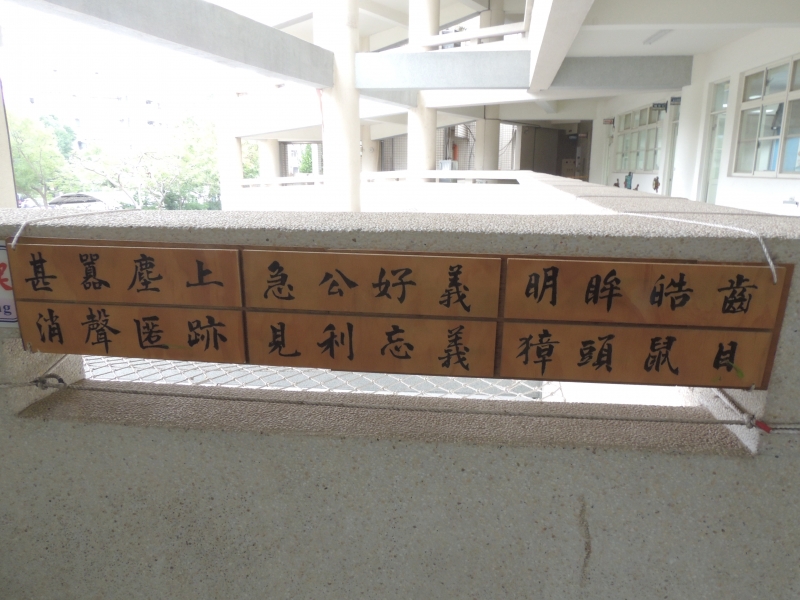 甚囂塵上
消聲匿跡
急公好義
見利忘義
明眸皓齒
獐頭鼠目